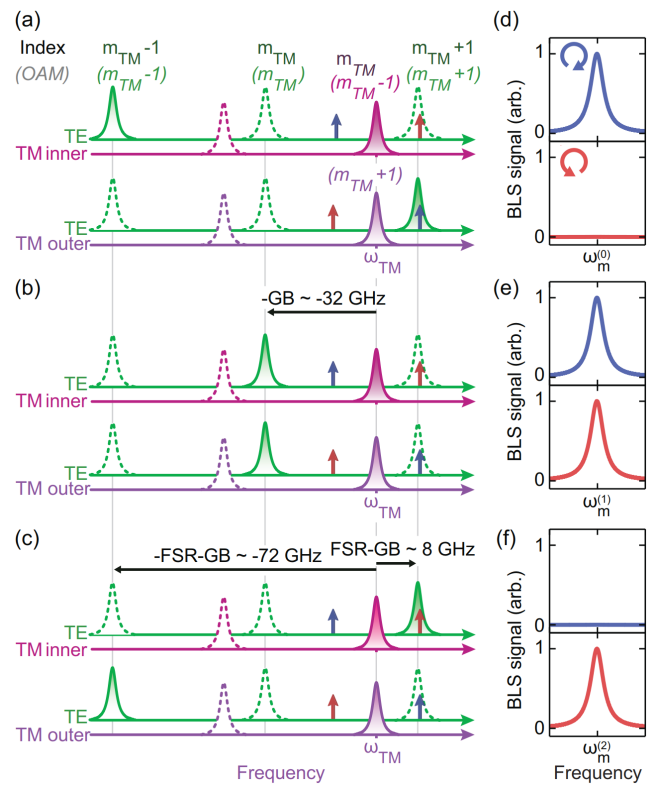 (a)
Index m_TM-1 m_TM m_TM m_TM+1
(OAM) (m_TM-1) (m_TM) (m_TM-1) (m_TM+1)
TE
TM inner
(m_TM+1)
TE
TM outer
ω_TM
(b)
-GB ~ -32 GHz
TE
TM inner
TE
TM outer
ω_TM
(c)
-FSR-GB ~ -72 GHz FSR-GB ~ 8 GHz
TE
TM inner
TE
TM outer
ω_TM
Frequency
(d)
BLS signal (arb.)
1
0
1
0
ω_m^(0)
(e)
BLS signal (arb.)
1
0
1
0
ω_m^(1)
(f)
BLS signal (arb.)
1
0
1
0
ω_m^(2)
Frequency